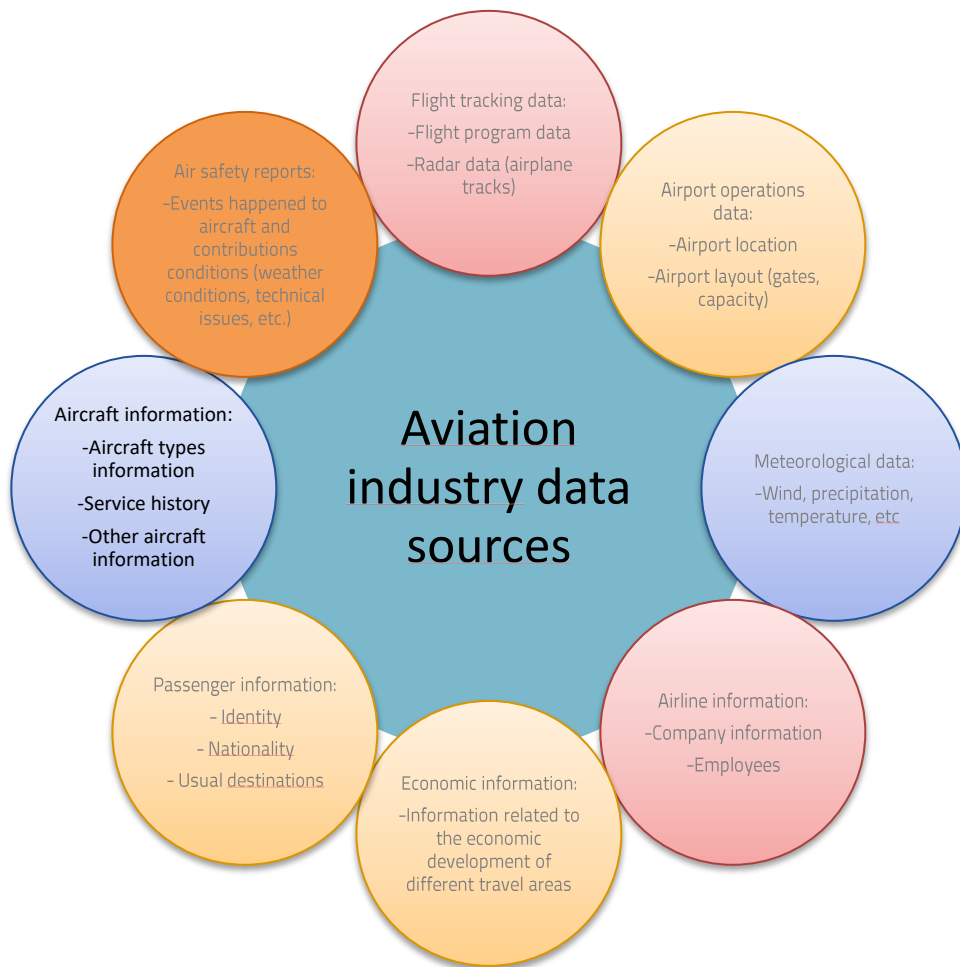 Flight tracking data:
-Flight program data
-Radar data (airplane
tracks)
Airport operations
data:
-Airport location
-Airport layout (gates,
capacity)
Meteorological data:
-Wind, precipitation,
temperature, etc
Airline information:
-Company information
-Employees
Economic information:
-Information related to
the economic
development of
different travel areas
Passenger information:
- Identity
- Nationality
- Usual destinations
Aircraft information:
-Aircraft types
information
-Service history
-Other aircraft
information
Air safety reports:
-Events happened to
aircraft and
contributions
conditions (weather
conditions, technical
issues, etc.)
Aviation
industry data
sources